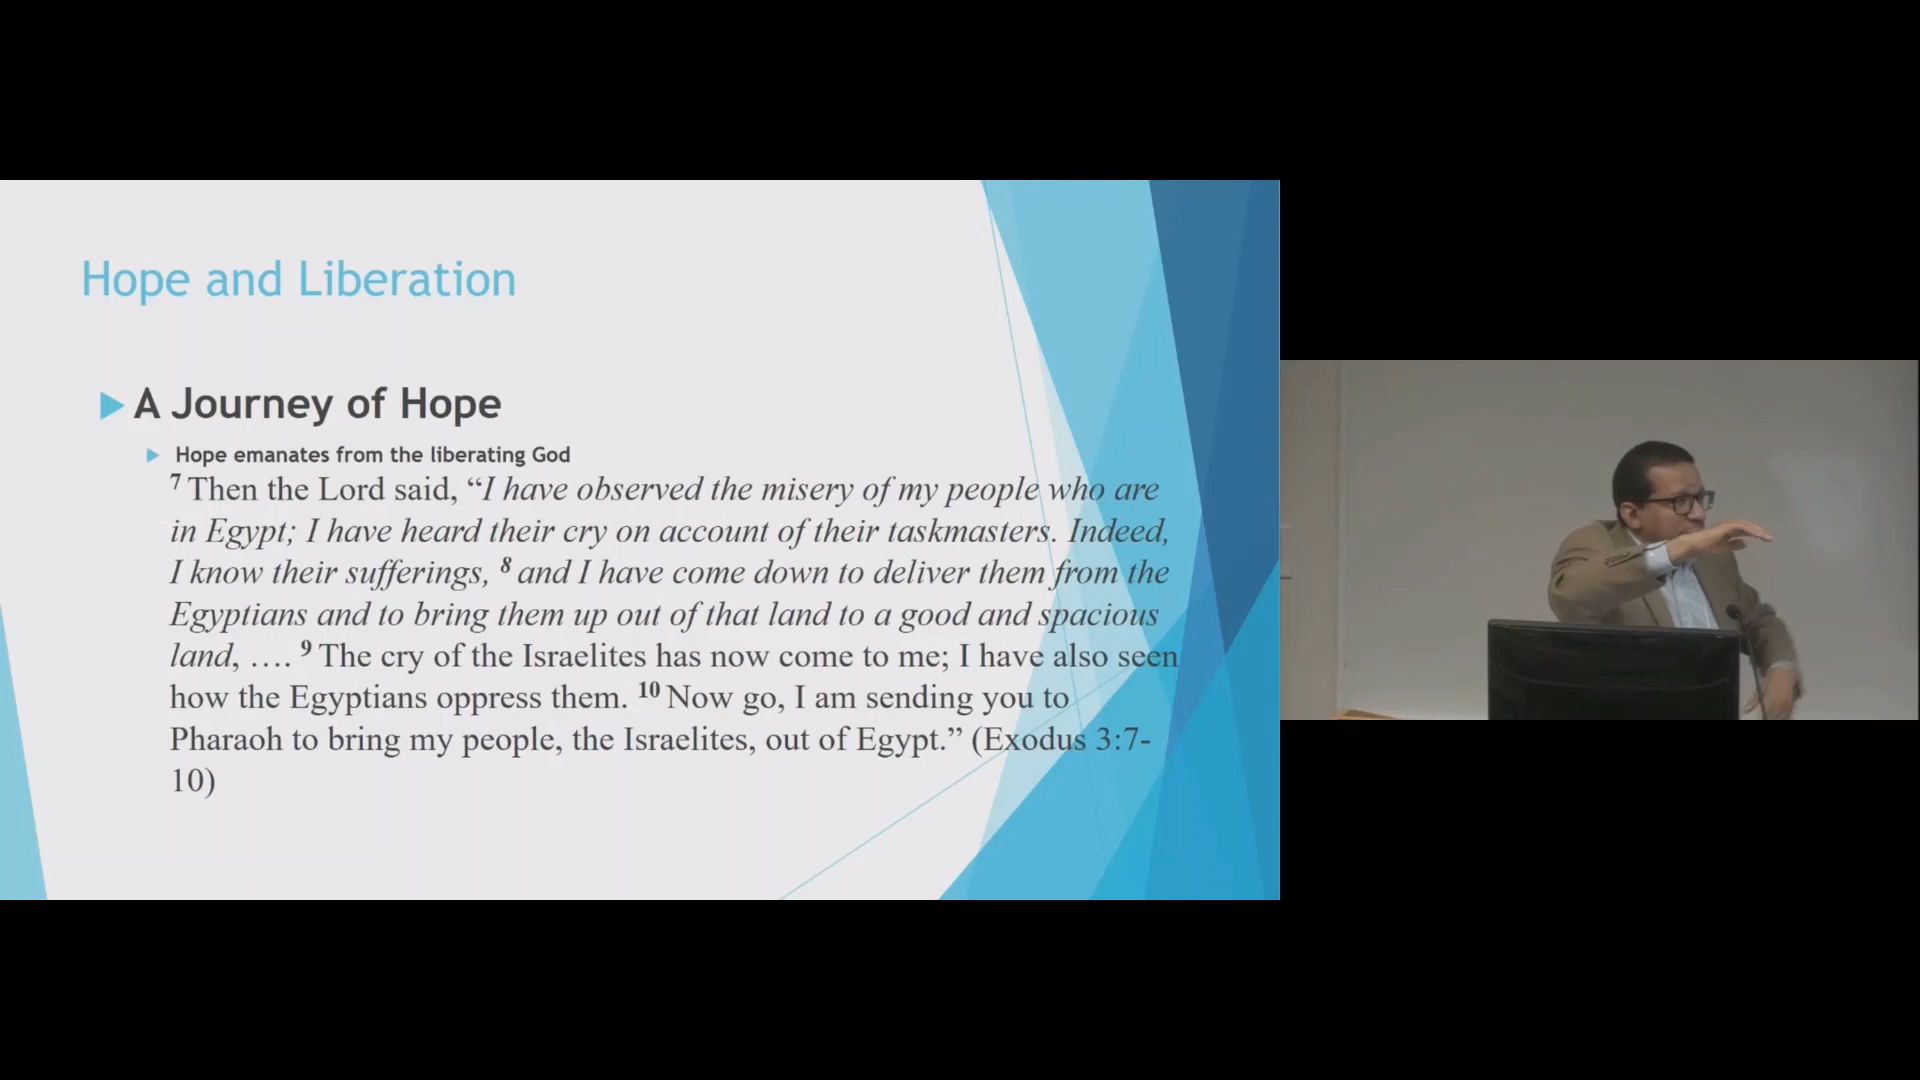 Hope and Liberation
A Journey of Hope
Hope emanates from the liberating God
7 Then the Lord said, “I have observed the misery of my people who are
in Egypt; I have heard their cry on account of their taskmasters. Indeed,
I know their sufferings, 8 and I have come down to deliver them from the
Egyptians and to bring them up out of that land to a good and spacious
land, …. 9 The cry of the Israelites has now come to me; I have also seen
how the Egyptians oppress them. 10 Now go, I am sending you to
Pharaoh to bring my people, the Israelites, out of Egypt.” (Exodus 3:7-
10)